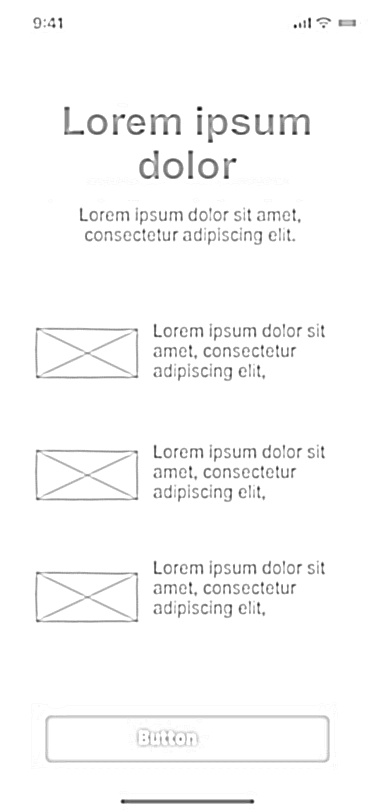 9:41
Lorem ipsum
dolor
Lorem ipsum dolor sit amet,
consectetur adipiscing elit.
Lorem ipsum dolor sit
amet, consectetur
adipiscing elit,
Lorem ipsum dolor sit
amet, consectetur
adipiscing elit,
Lorem ipsum dolor sit
amet, consectetur
adipiscing elit,
Button